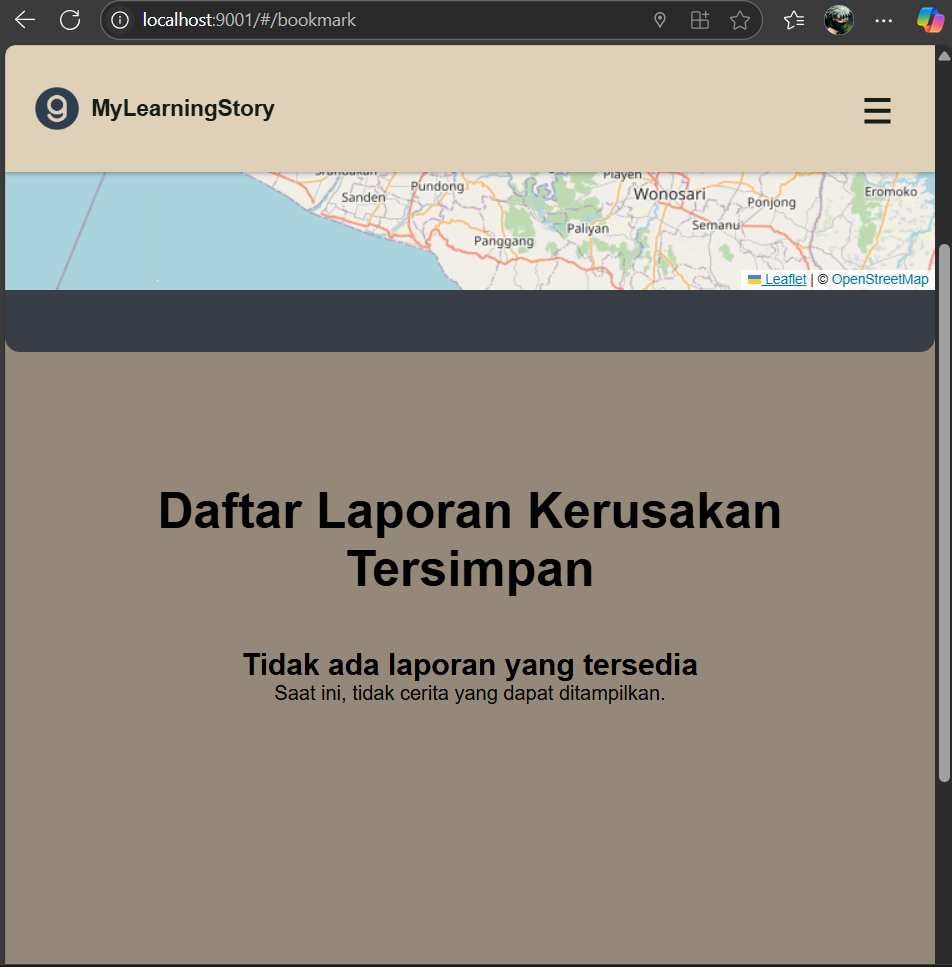 localhost:9001/#/bookmark
g MyLearningStory
Playen
Pundong
Wonosari
Eromoko
Sanden
Ponjong
Paliyan
Semanu
Panggang
Leaflet | © OpenStreetMap
Daftar Laporan Kerusakan
Tersimpan
Tidak ada laporan yang tersedia
Saat ini, tidak cerita yang dapat ditampilkan.